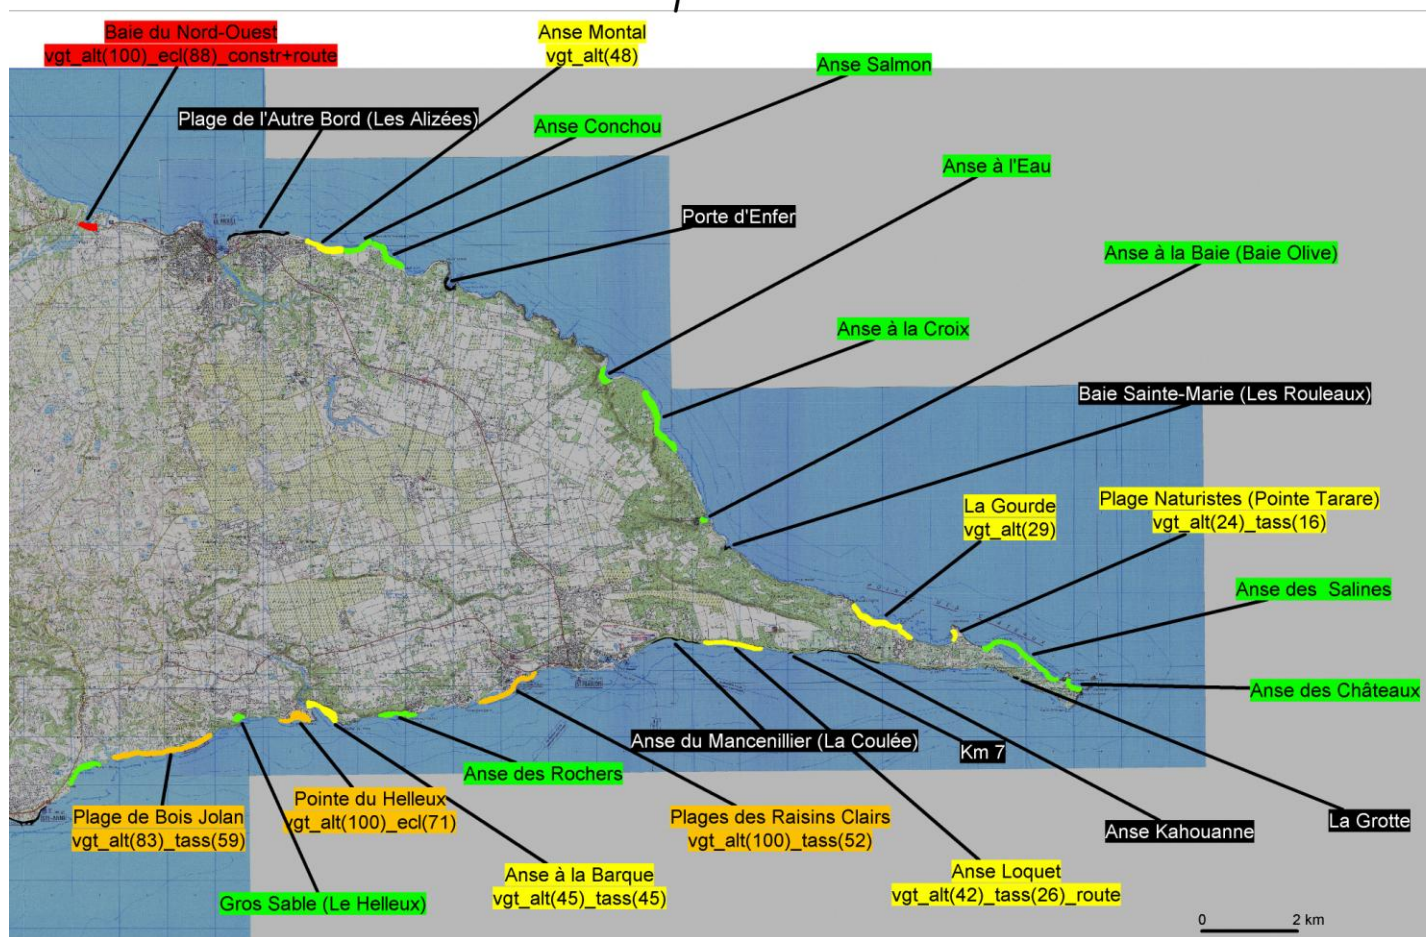 Baie du Nord-Ouest
vgt_alt(100)_ecl(88)_constr+route
Anse Montal
vgt_alt(48)
Anse Salmon
Plage de l'Autre Bord (Les Alizées)
Anse Conchou
Anse à l'Eau
Porte d'Enfer
Anse à la Baie (Baie Olive)
Anse à la Croix
Baie Sainte-Marie (Les Rouleaux)
La Gourde
vgt_alt(29)
Plage Naturistes (Pointe Tarare)
vgt_alt(24)_tass(16)
Anse des  Salines
Anse des Châteaux
Anse du Mancenillier (La Coulée)
Km 7
Anse des Rochers
Plage de Bois Jolan
vgt_alt(83)_tass(59)
Pointe du Helleux
vgt_alt(100)_ecl(71)
Plages des Raisins Clairs
vgt_alt(100)_tass(52)
Anse Kahouanne
La Grotte
Anse à la Barque
vgt_alt(45)_tass(45)
Anse Loquet
vgt_alt(42)_tass(26)_route
Gros Sable (Le Helleux)
0 2 km